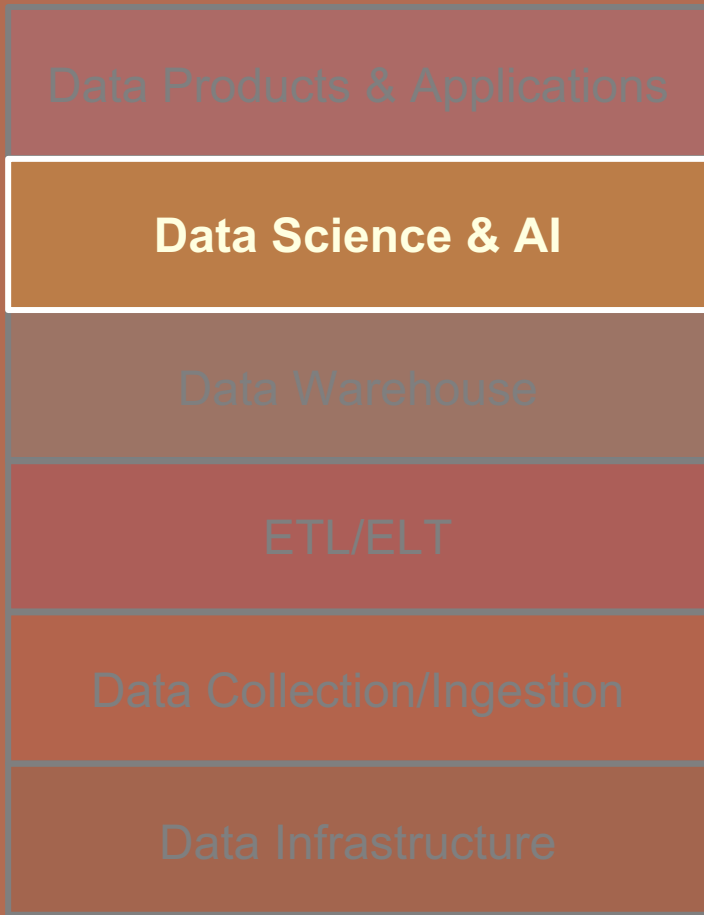 Data Products & Applications
Data Science & AI
Data Warehouse
ETL/ELT
Data Collection/Ingestion
Data Infrastructure